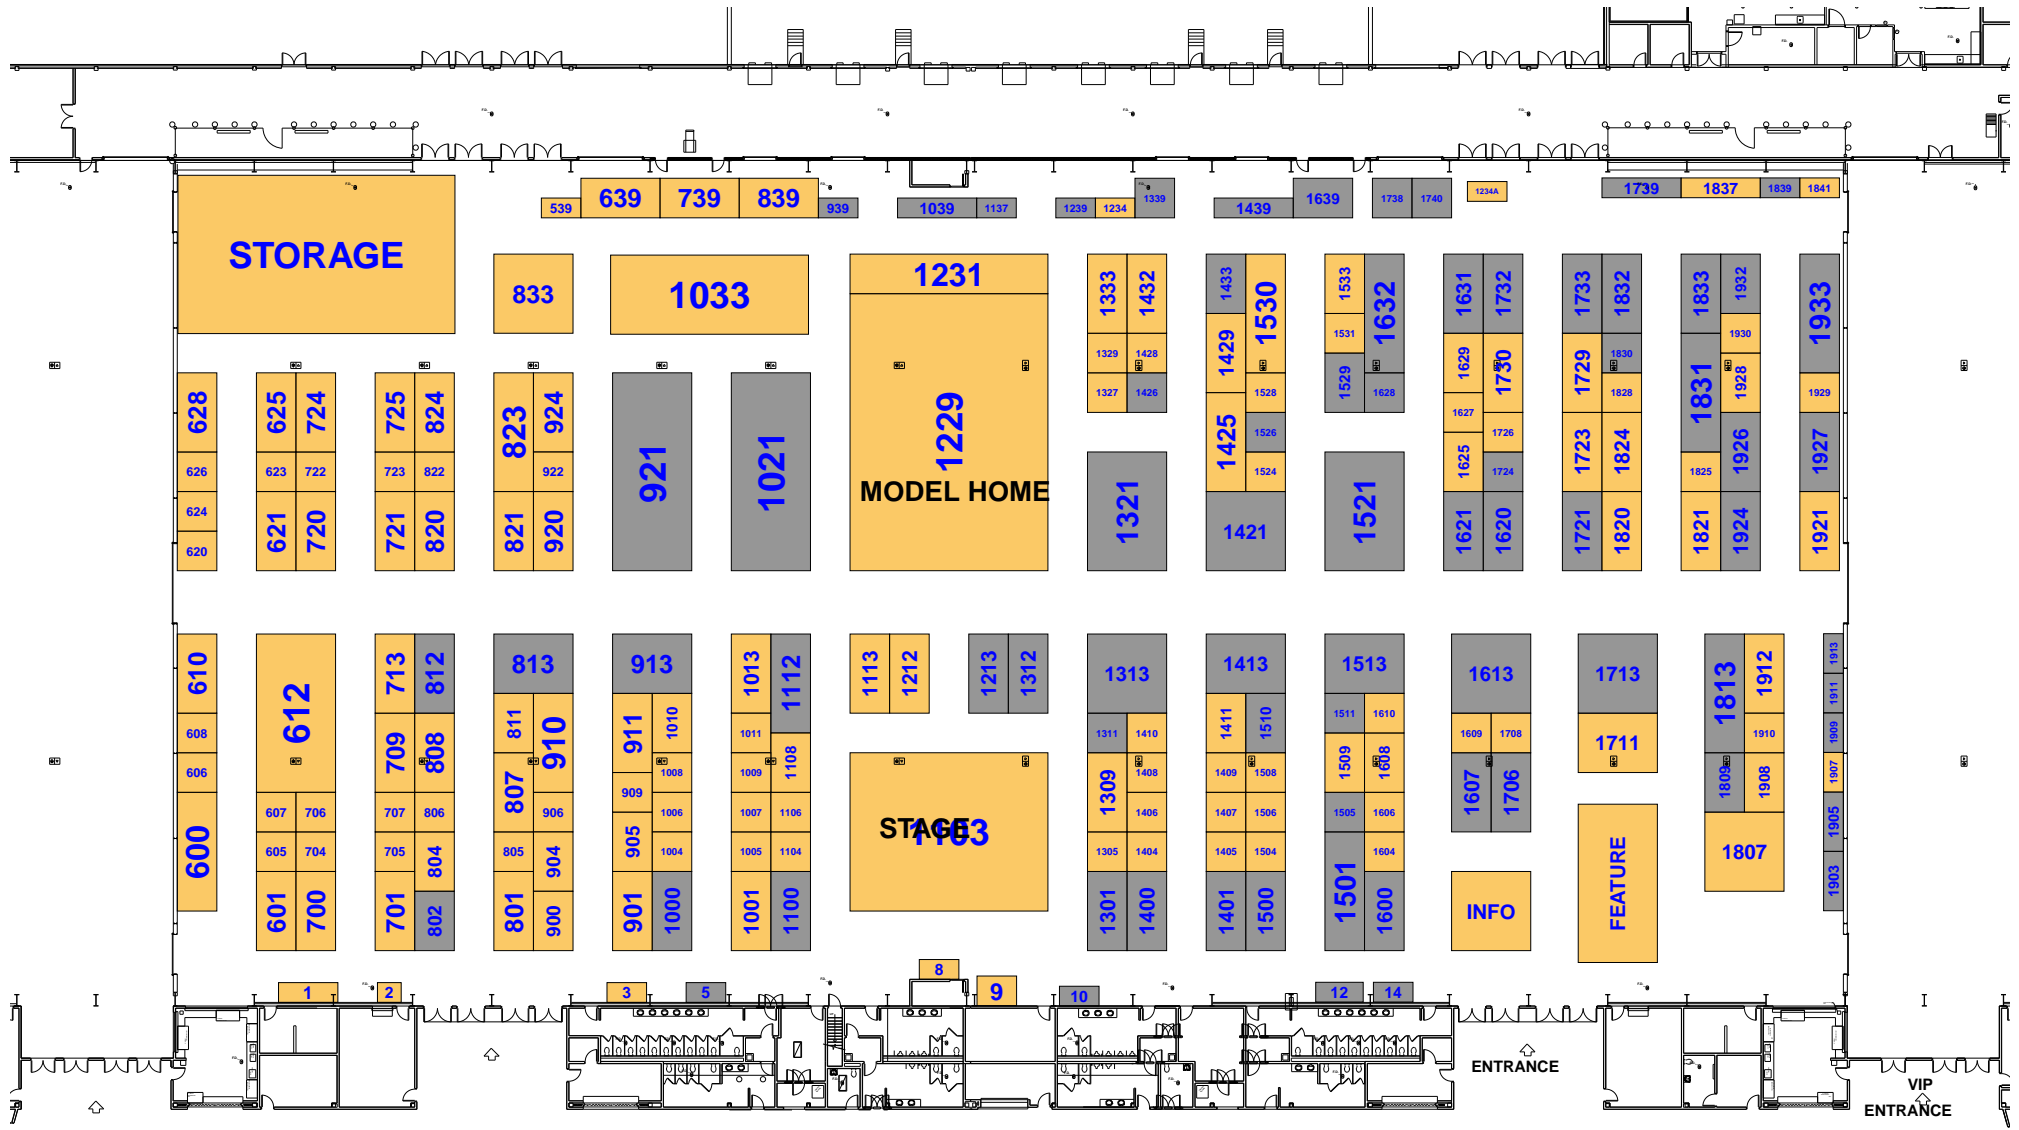 639 739 839
539 939 1039 1137 1239 1234 1339 1439 1639 1738 1740 1234A 1739 1837 1839 1841
STORAGE
833 1033 1231
1333 1432 1433 1530 1533 1632 1631 1732 1733 1832 1833 1932 1933
1329 1428 1429 1531 1629 1730 1729 1830 1930
1327 1426 1528 1529 1628 1828 1831 1928 1929
628 625 724 725 824 823 924 921 1021 1229
1425 1526 1627 1726 1723 1824 1926 1927
626 623 722 723 822 922 1524 1625 1724 1825
MODEL HOME
624
621 720 721 820 821 920 1321 1421 1521 1621 1620 1721 1820 1821 1924 1921
620
610 612 713 812 813 913 1013 1112 1113 1212 1213 1312 1313 1413 1513 1613 1713 1813 1912 1913
1911
608 709 808 811 910 911 1010 1011 1311 1410 1411 1510 1511 1610 1609 1708 1711 1910 1909
606 807 909 1008 1009 1108 1309 1408 1409 1508 1509 1608 1607 1706 1809 1908 1907
600 607 706 707 806 906 905 1006 1007 1106 1406 1407 1506 1505 1606 1905
STAGE
1103
605 704 705 804 805 904 1004 1005 1104 1305 1404 1405 1504 1501 1604 FEATURE 1807
601 700 701 802 801 900 901 1000 1001 1100 1301 1400 1401 1500 1600 INFO 1903
8
1 2 3 5 9 10 12 14
ENTRANCE
VIP
ENTRANCE